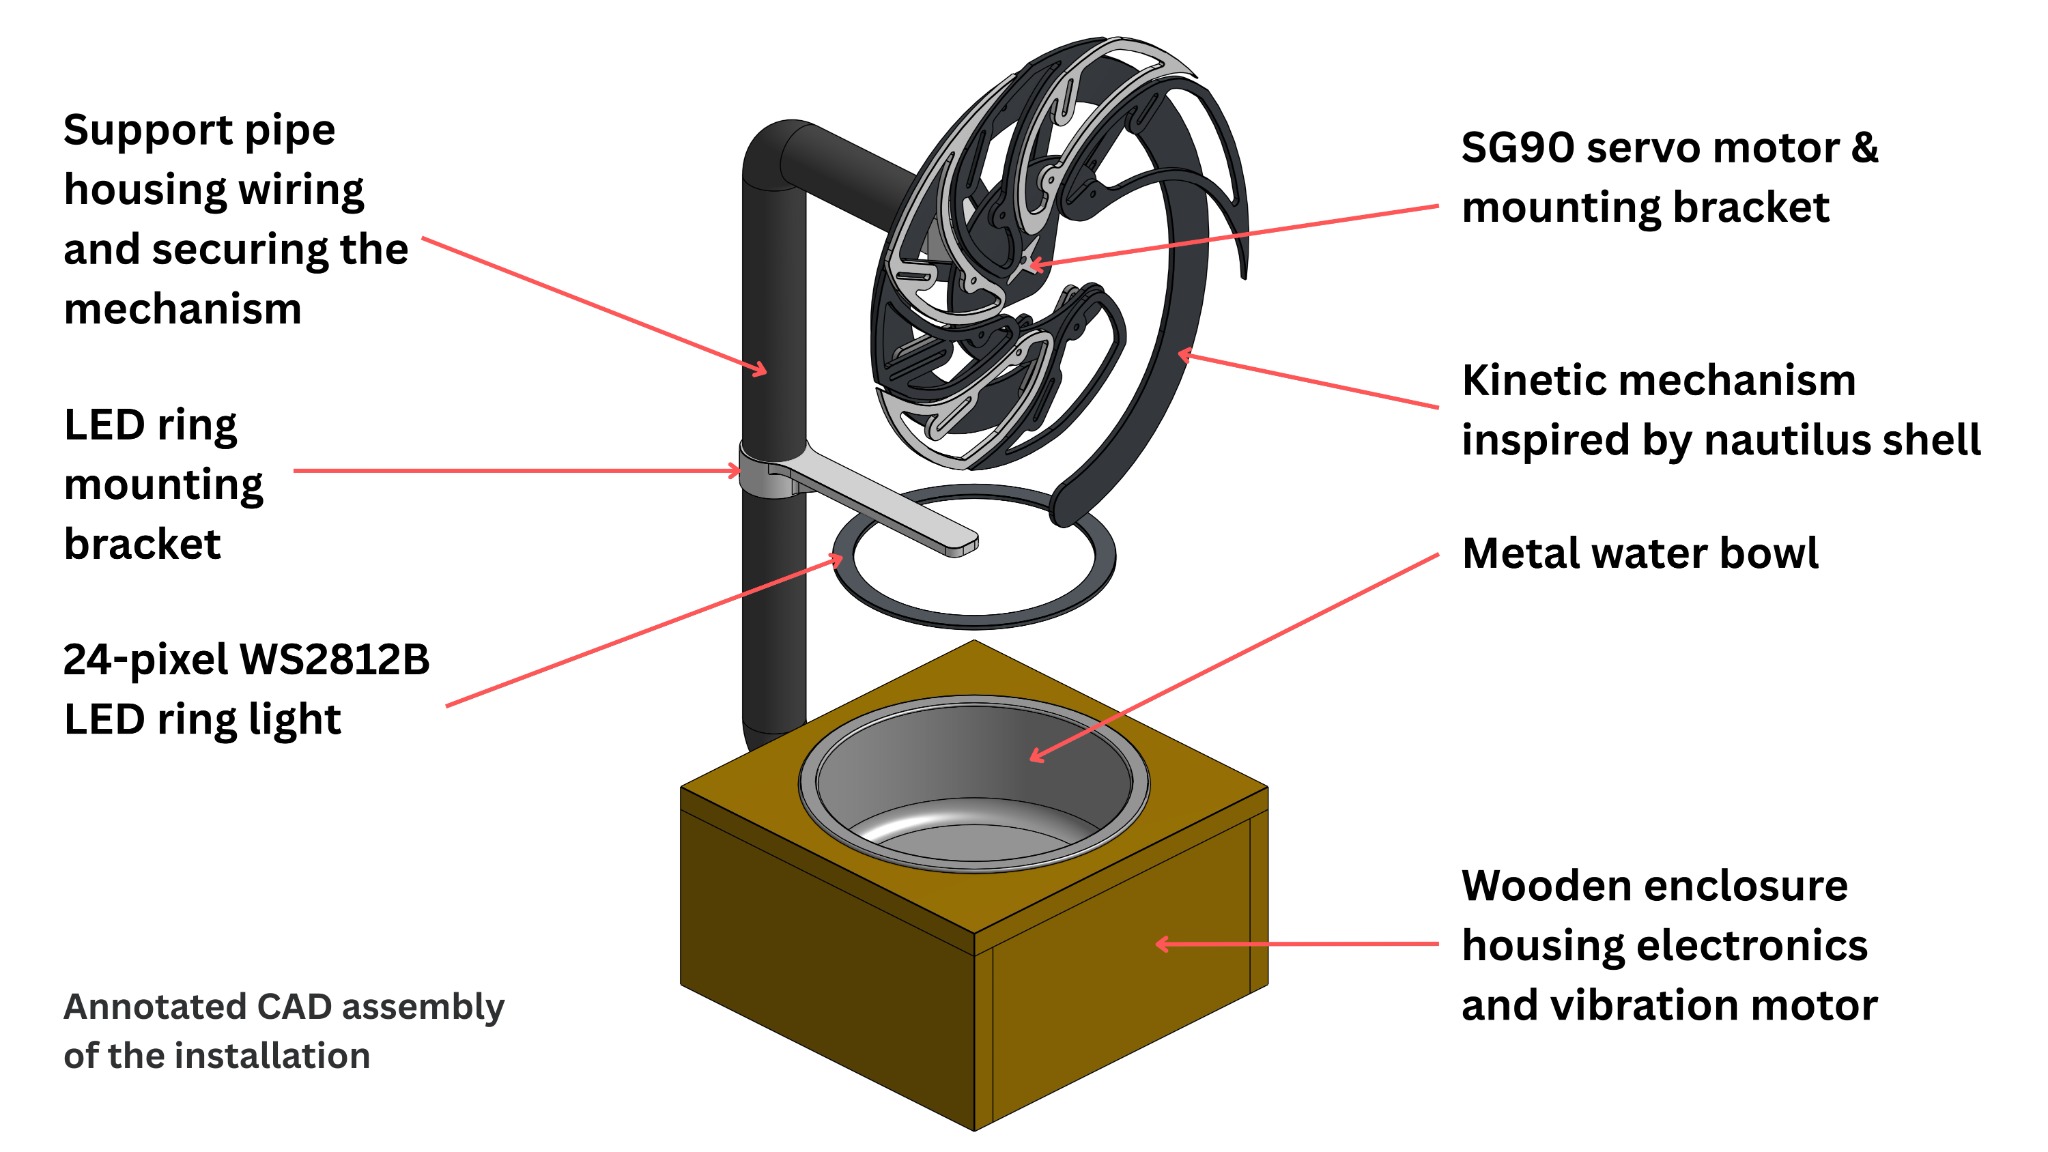 Support pipe
housing wiring
and securing the
mechanism
LED ring
mounting
bracket
24-pixel WS2812B
LED ring light
Annotated CAD assembly
of the installation
SG90 servo motor &
mounting bracket
Kinetic mechanism
inspired by nautilus shell
Metal water bowl
Wooden enclosure
housing electronics
and vibration motor